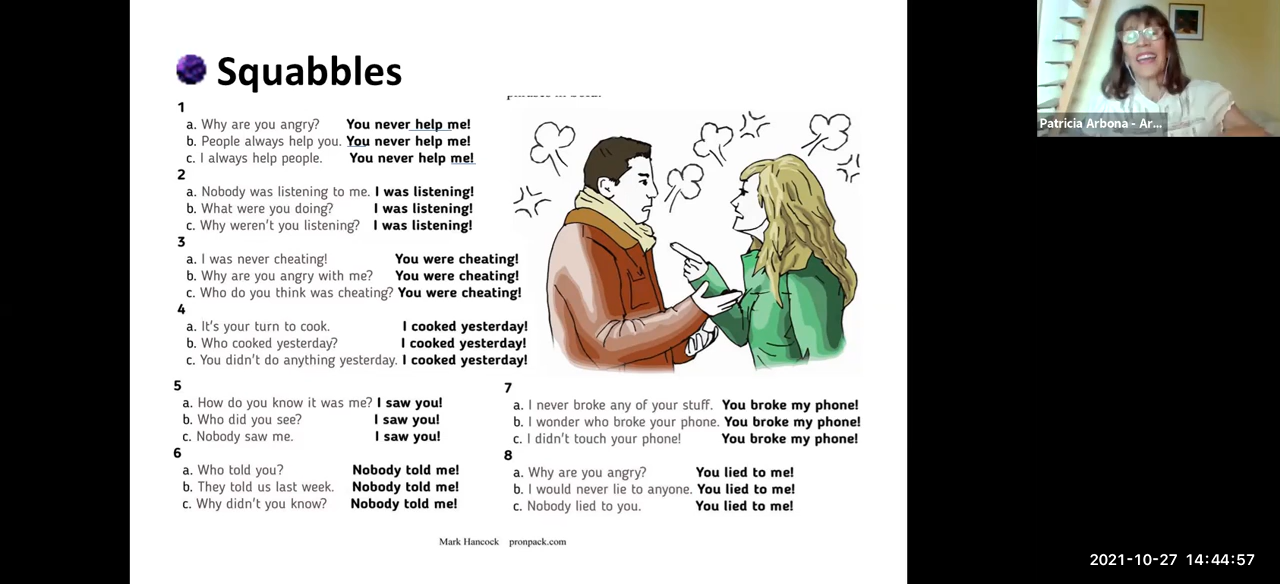 Squabbles
1
a. Why are you angry? You never help me!
b. People always help you. You never help me!
c. I always help people. You never help me!
2
a. Nobody was listening to me. I was listening!
b. What were you doing? I was listening!
c. Why weren't you listening? I was listening!
3
a. I was never cheating! You were cheating!
b. Why are you angry with me? You were cheating!
c. Who do you think was cheating? You were cheating!
4
a. It's your turn to cook. I cooked yesterday!
b. Who cooked yesterday? I cooked yesterday!
c. You didn't do anything yesterday. I cooked yesterday!
5
a. How do you know it was me? I saw you!
b. Who did you see? I saw you!
c. Nobody saw me. I saw you!
6
a. Who told you? Nobody told me!
b. They told us last week. Nobody told me!
c. Why didn't you know? Nobody told me!
7
a. I never broke any of your stuff. You broke my phone!
b. I wonder who broke your phone. You broke my phone!
c. I didn't touch your phone! You broke my phone!
8
a. Why are you angry? You lied to me!
b. I would never lie to anyone. You lied to me!
c. Nobody lied to you. You lied to me!
Mark Hancock pronpack.com
Patricia Arbona - Ar...
2021-10-27 14:44:57